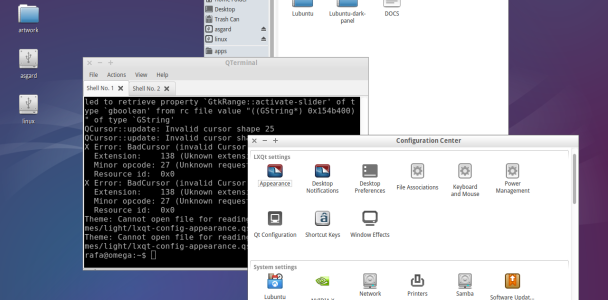 artwork
asgard
linux
Desktop
Trash Can
asgard
linux
apps
Lubuntu
Lubuntu-dark-panel
DOCS
QTerminal
File Actions View Help
Shell No. 1 Shell No. 2
led to retrieve property `GtkRange::activate-slider' of t
ype `gboolean' from rc file value "((GString*) 0x154b400)
" of type `GString'
QCursor::update: Invalid cursor shape 25
QCursor::update: Invalid cursor sh
X Error: BadCursor (invalid Cursor
Extension: 138 (Uknown extens
Minor opcode: 27 (Unknown reques
Resource id: 0x0
X Error: BadCursor (invalid Cursor
Extension: 138 (Uknown extens
Minor opcode: 27 (Unknown reques
Resource id: 0x0
Theme: Cannot open file for readin
mes/light/lxqt-config-appearance.qs
Theme: Cannot open file for readin
mes/light/lxqt-config-appearance.qs
rafa@omega:~$
Configuration Center
LXQt settings
Appearance
Desktop Notifications
Desktop Preferences
File Associations
Keyboard and Mouse
Power Management
Qt Configuration
Shortcut Keys
Window Effects
System settings
Lubuntu
Network
Printers
Samba
Software Updat...